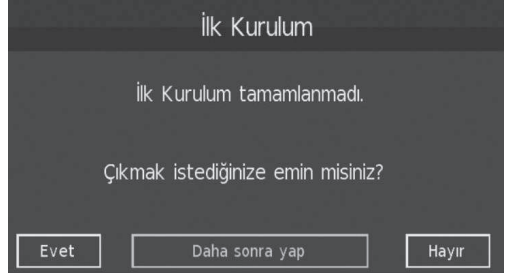 İlk Kurulum
İlk Kurulum tamamlanmadı.
Çıkmak istediğinize emin misiniz?
Evet
Daha sonra yap
Hayır